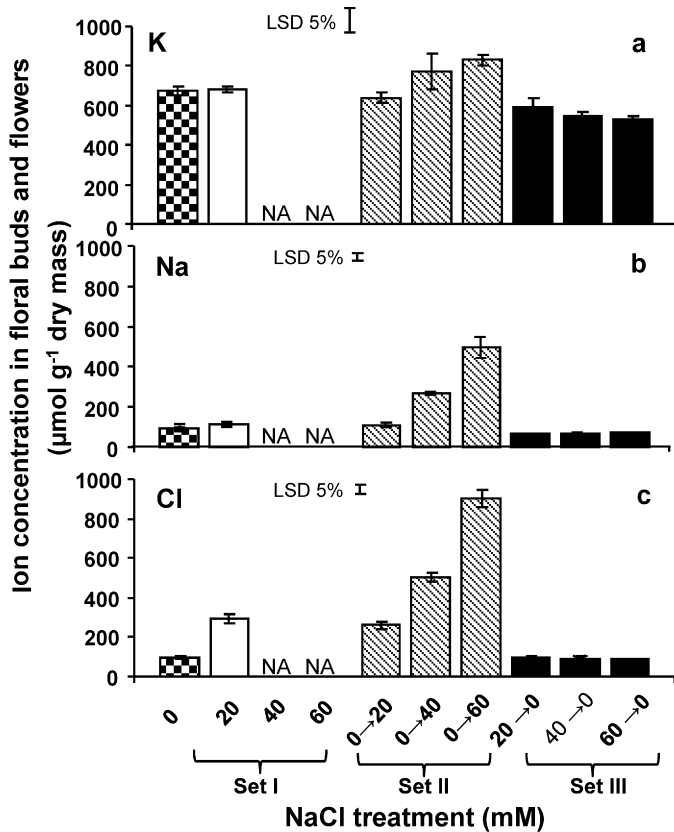 Ion concentration in floral buds and flowers
(µmol g⁻¹ dry mass)
LSD 5%
K
a
1000
800
600
400
200
0
NA NA
LSD 5%
Na
b
1000
800
600
400
200
0
NA NA
LSD 5%
Cl
c
1000
800
600
400
200
0
NA NA
0 20 40 60 0→20 0→40 0→60 20→0 40→0 60→0
Set I Set II Set III
NaCl treatment (mM)